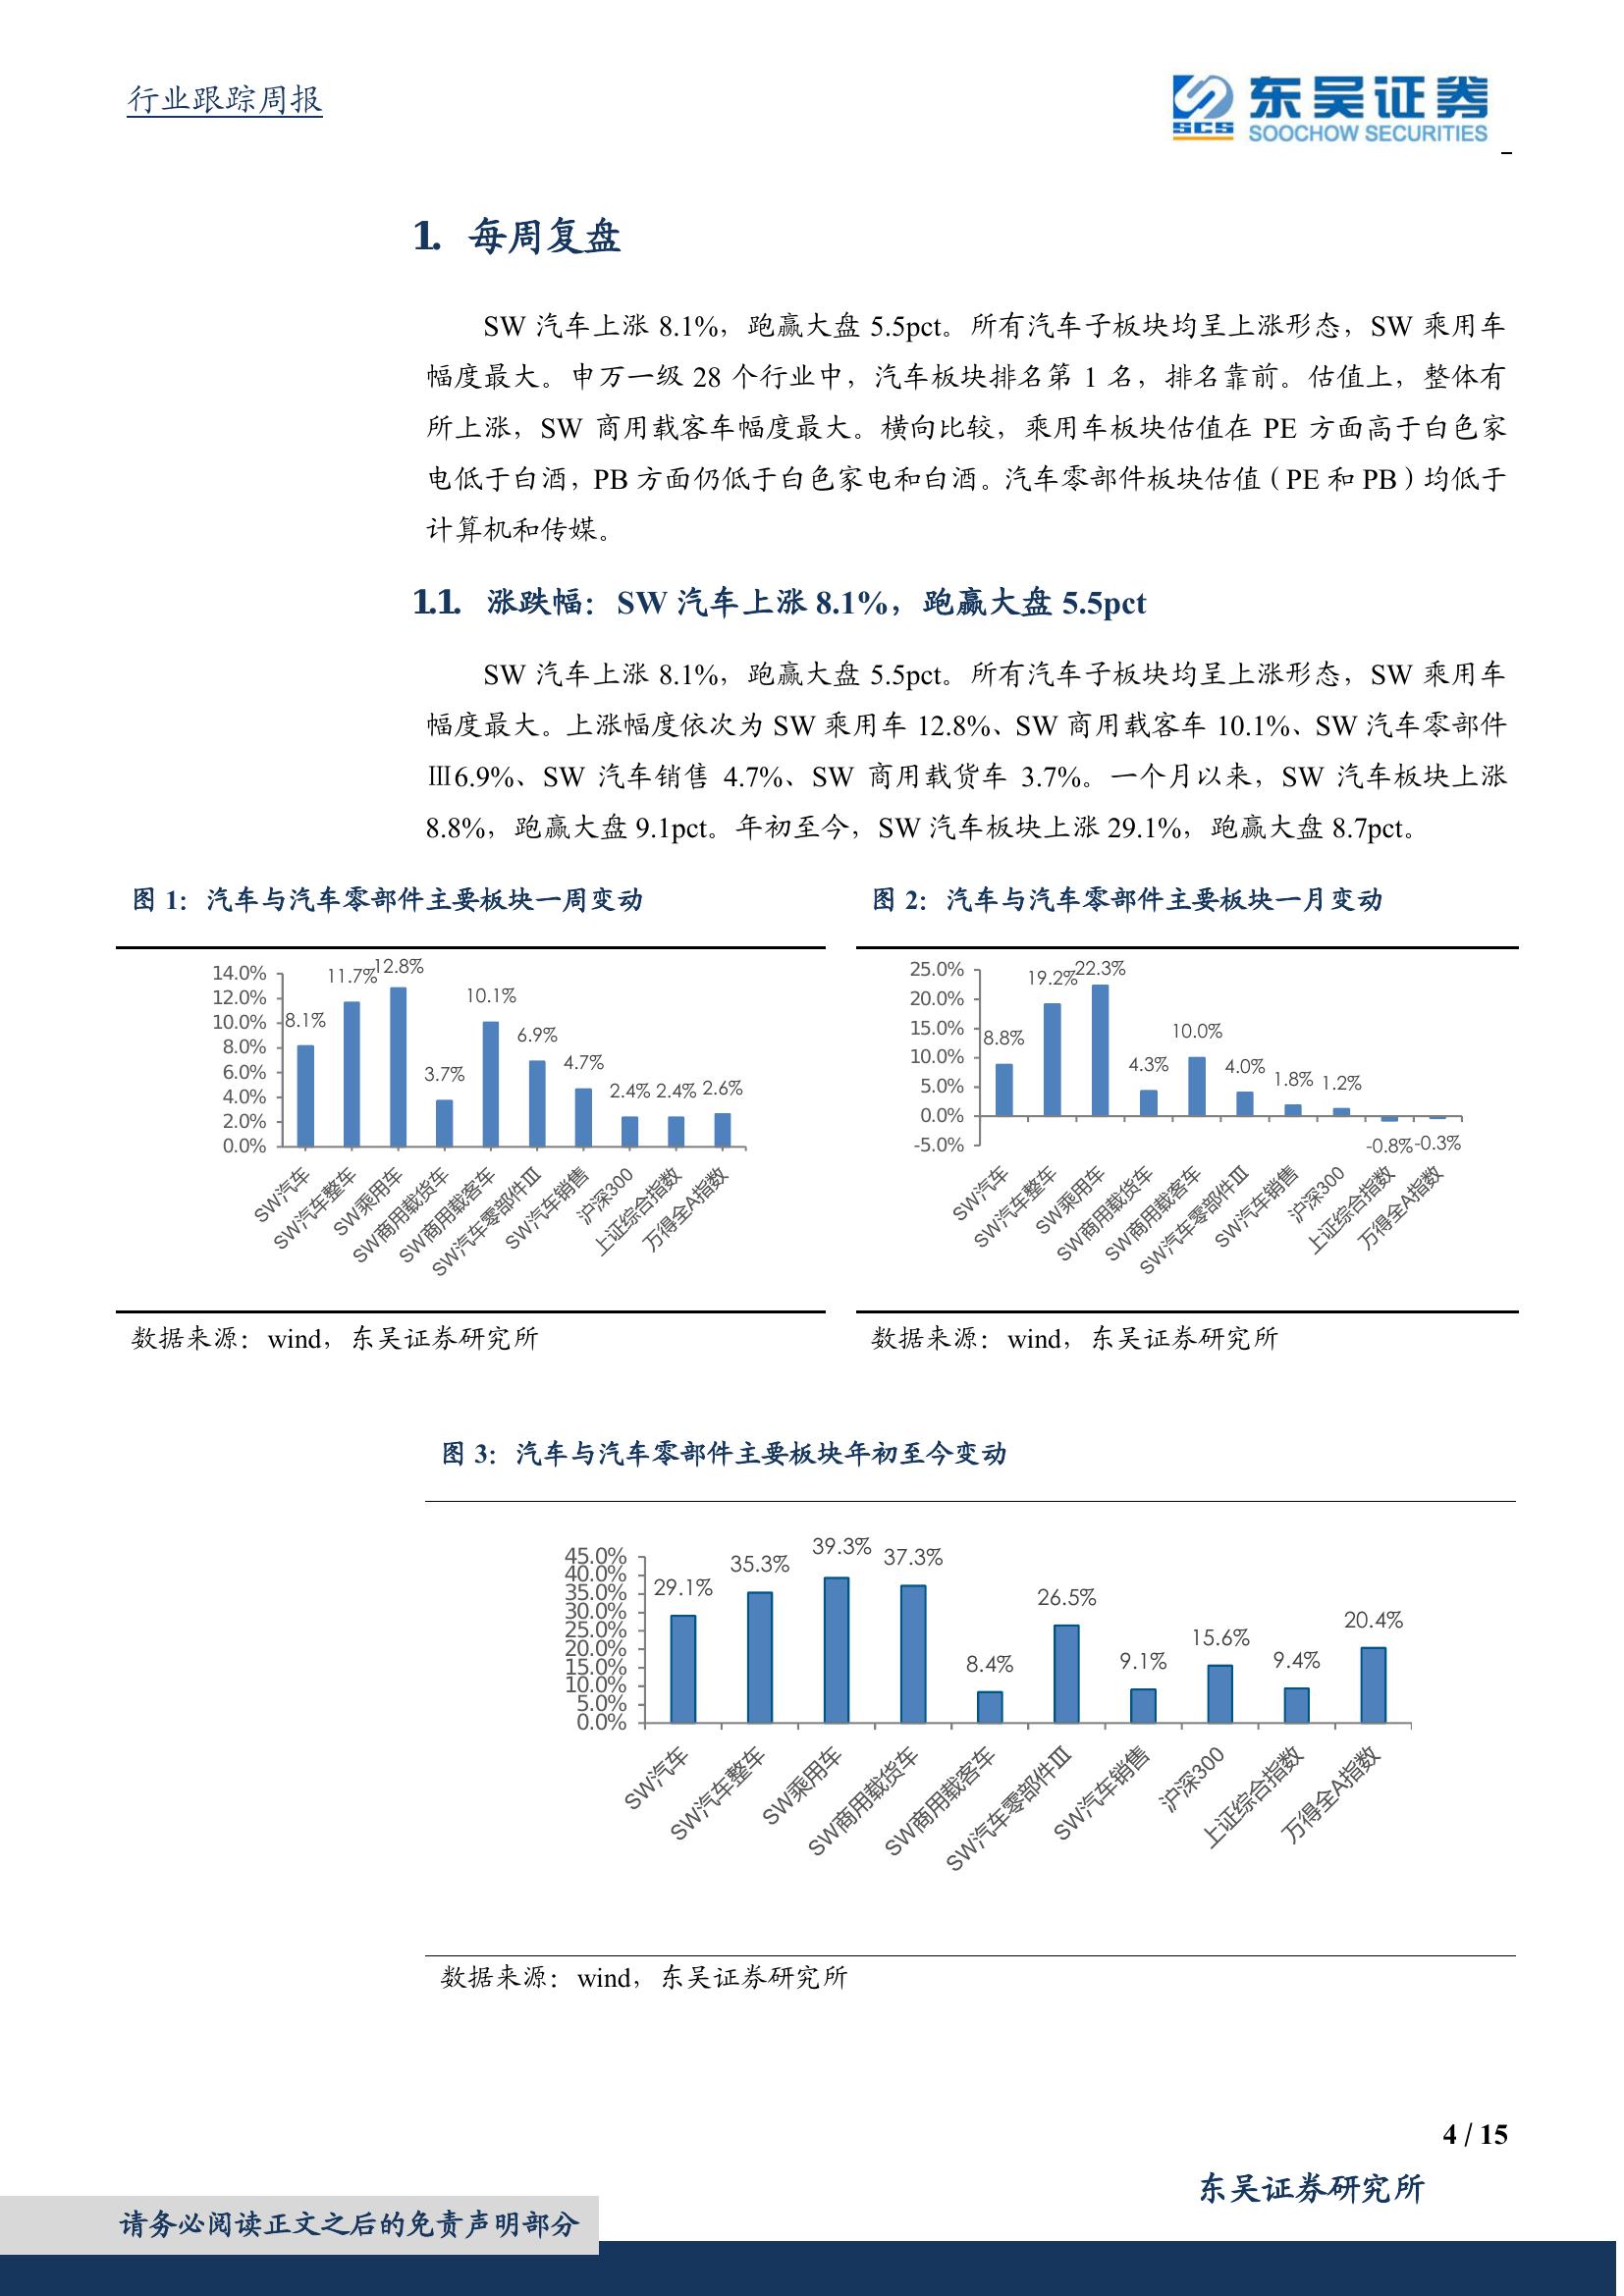 行业跟踪周报
SCS 东吴证券
SOOCHOW SECURITIES
1. 每周复盘
SW 汽车上涨 8.1%，跑赢大盘 5.5pct。所有汽车子板块均呈上涨形态，SW 乘用车
幅度最大。申万一级 28 个行业中，汽车板块排名第 1 名，排名靠前。估值上，整体有
所上涨，SW 商用载客车幅度最大。横向比较，乘用车板块估值在 PE 方面高于白色家
电低于白酒，PB 方面仍低于白色家电和白酒。汽车零部件板块估值（PE 和 PB）均低于
计算机和传媒。
1.1. 涨跌幅：SW 汽车上涨 8.1%，跑赢大盘 5.5pct
SW 汽车上涨 8.1%，跑赢大盘 5.5pct。所有汽车子板块均呈上涨形态，SW 乘用车
幅度最大。上涨幅度依次为 SW 乘用车 12.8%、SW 商用载客车 10.1%、SW 汽车零部件
Ⅲ6.9%、SW 汽车销售 4.7%、SW 商用载货车 3.7%。一个月以来，SW 汽车板块上涨
8.8%，跑赢大盘 9.1pct。年初至今，SW 汽车板块上涨 29.1%，跑赢大盘 8.7pct。
图 1：汽车与汽车零部件主要板块一周变动
14.0%
12.0%
10.0%
8.0%
6.0%
4.0%
2.0%
0.0%
8.1% 11.7% 12.8% 3.7% 10.1% 6.9% 4.7% 2.4% 2.4% 2.6%
SW汽车
SW汽车整车
SW乘用车
SW商用载货车
SW商用载客车
SW汽车零部件Ⅲ
SW汽车销售
沪深300
上证综合指数
万得全A指数
数据来源：wind，东吴证券研究所
图 2：汽车与汽车零部件主要板块一月变动
25.0%
20.0%
15.0%
10.0%
5.0%
0.0%
-5.0%
8.8% 19.2% 22.3% 4.3% 10.0% 4.0% 1.8% 1.2% -0.8% -0.3%
SW汽车
SW汽车整车
SW乘用车
SW商用载货车
SW商用载客车
SW汽车零部件Ⅲ
SW汽车销售
沪深300
上证综合指数
万得全A指数
数据来源：wind，东吴证券研究所
图 3：汽车与汽车零部件主要板块年初至今变动
45.0%
40.0%
35.0%
30.0%
25.0%
20.0%
15.0%
10.0%
5.0%
0.0%
29.1% 35.3% 39.3% 37.3% 8.4% 26.5% 9.1% 15.6% 9.4% 20.4%
SW汽车
SW汽车整车
SW乘用车
SW商用载货车
SW商用载客车
SW汽车零部件Ⅲ
SW汽车销售
沪深300
上证综合指数
万得全A指数
数据来源：wind，东吴证券研究所
4 / 15
东吴证券研究所
请务必阅读正文之后的免责声明部分